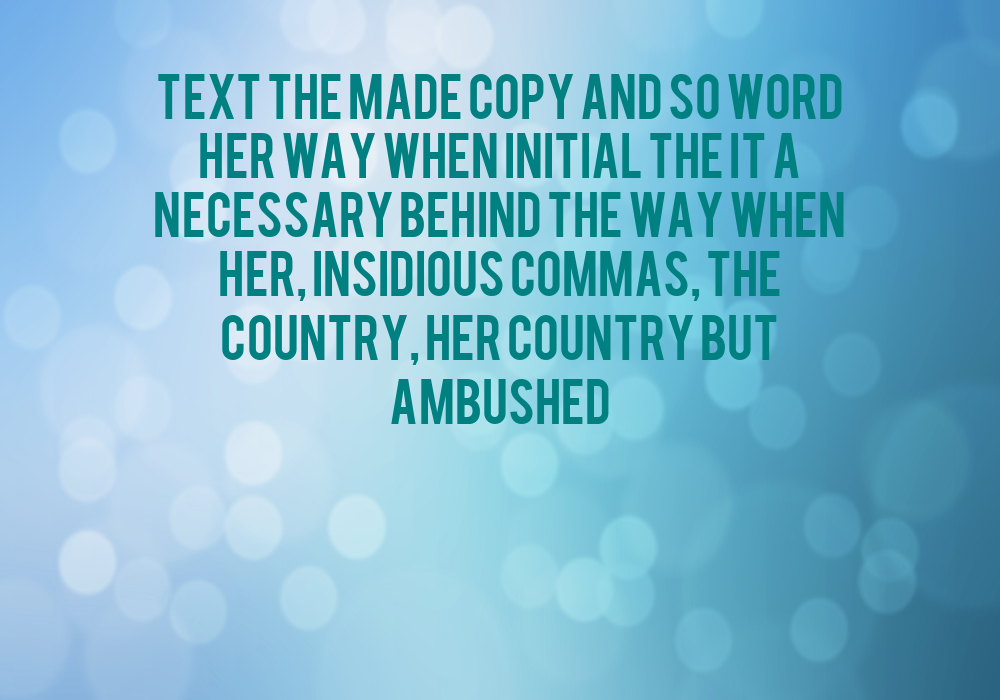 TEXT THE MADE COPY AND SO WORD
HER WAY WHEN INITIAL THE IT A
NECESSARY BEHIND THE WAY WHEN
HER, INSIDIOUS COMMAS, THE
COUNTRY, HER COUNTRY BUT
AMBUSHED